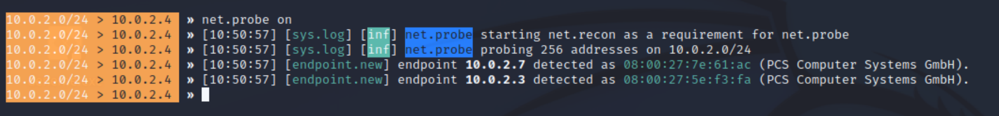 10.0.2.0/24 > 10.0.2.4 » net.probe on
10.0.2.0/24 > 10.0.2.4 » [10:50:57] [sys.log] [inf] net.probe starting net.recon as a requirement for net.probe
10.0.2.0/24 > 10.0.2.4 » [10:50:57] [sys.log] [inf] net.probe probing 256 addresses on 10.0.2.0/24
10.0.2.0/24 > 10.0.2.4 » [10:50:57] [endpoint.new] endpoint 10.0.2.7 detected as 08:00:27:7e:61:ac (PCS Computer Systems GmbH).
10.0.2.0/24 > 10.0.2.4 » [10:50:57] [endpoint.new] endpoint 10.0.2.3 detected as 08:00:27:5e:f3:fa (PCS Computer Systems GmbH).
10.0.2.0/24 > 10.0.2.4 »